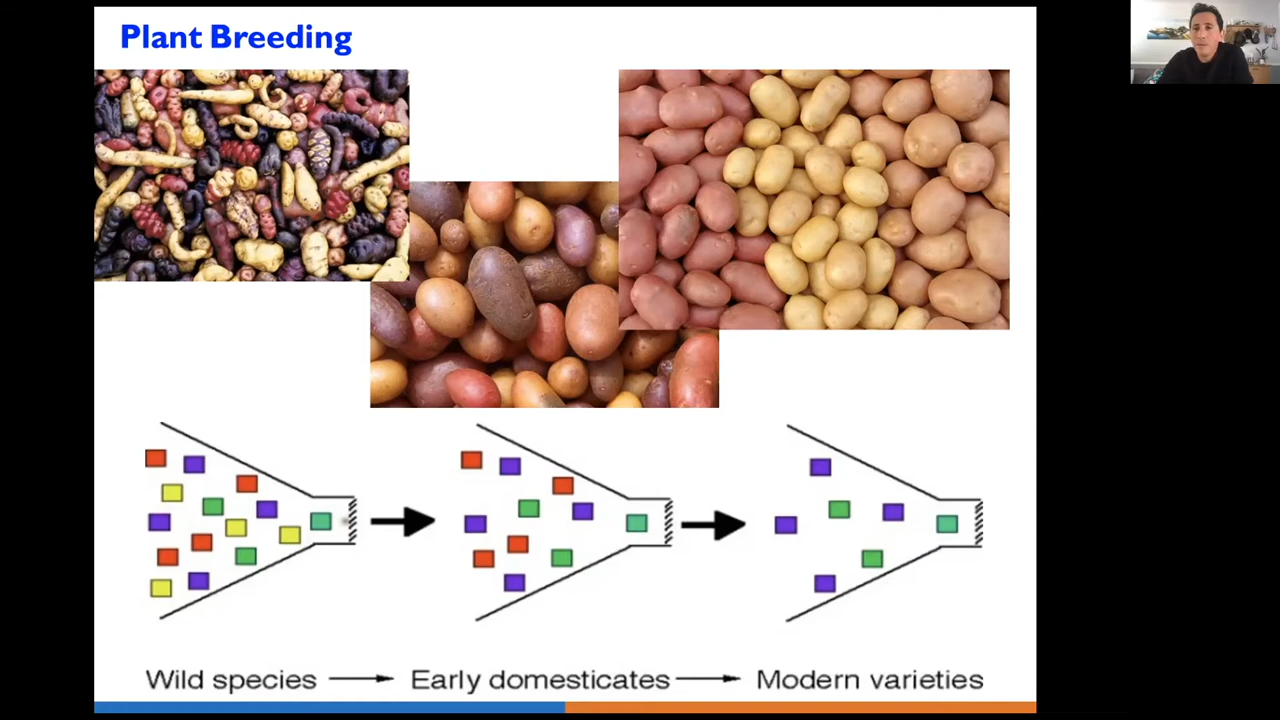 Plant Breeding
Wild species
Early domesticates
Modern varieties